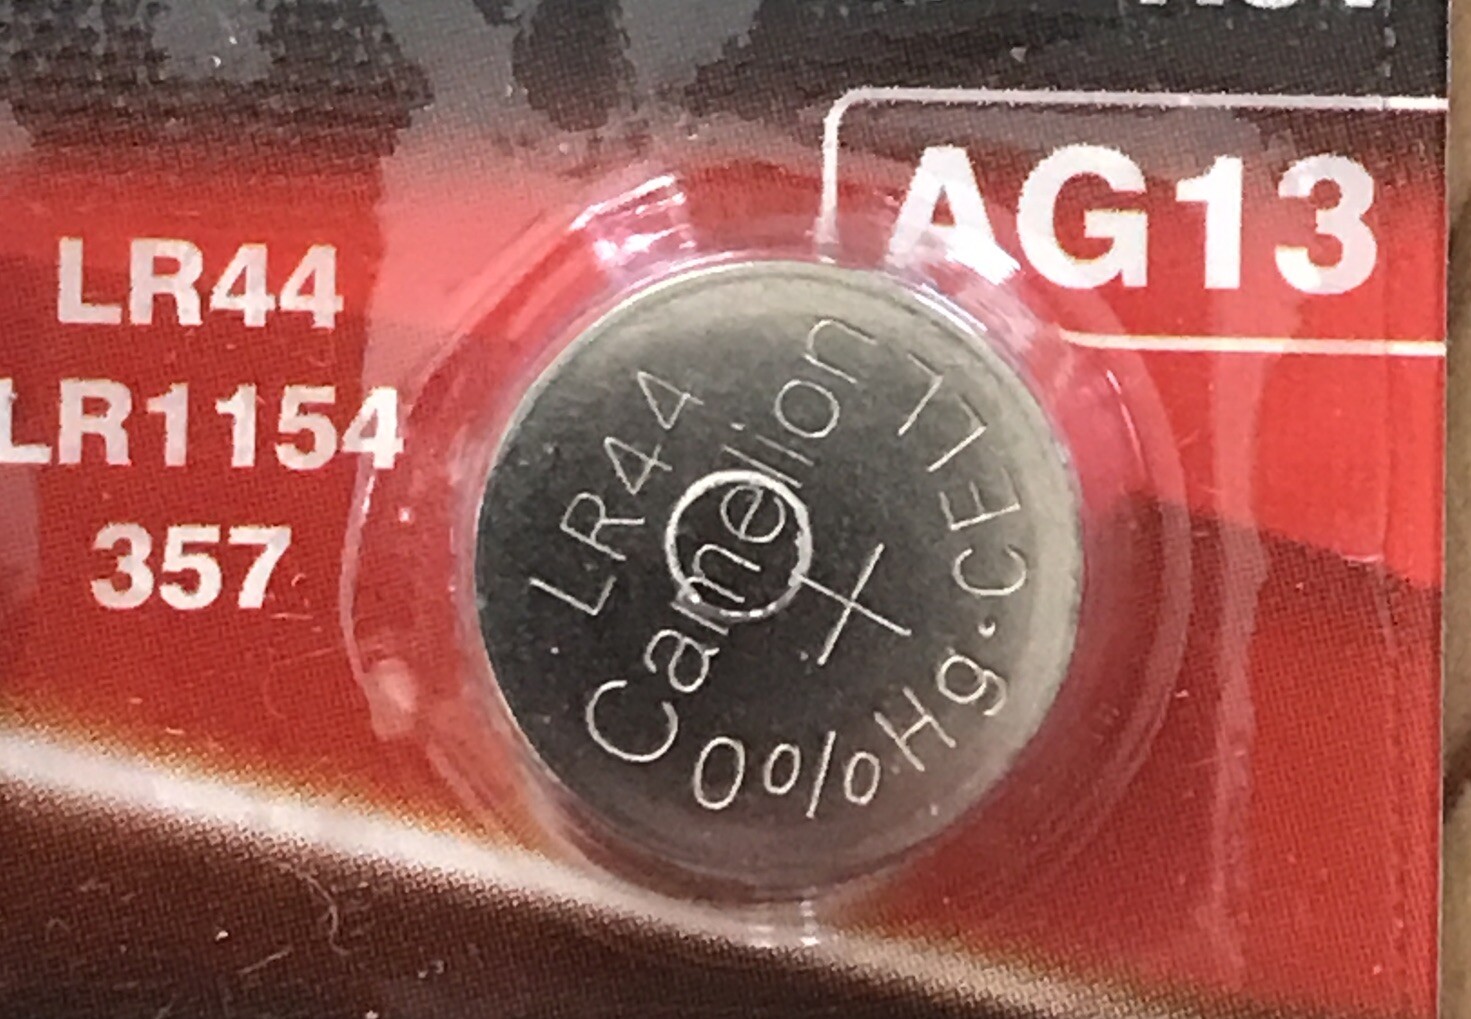 AG13
LR44
LR1154
357
LR44
Camelion
+
0%Hg·CELL